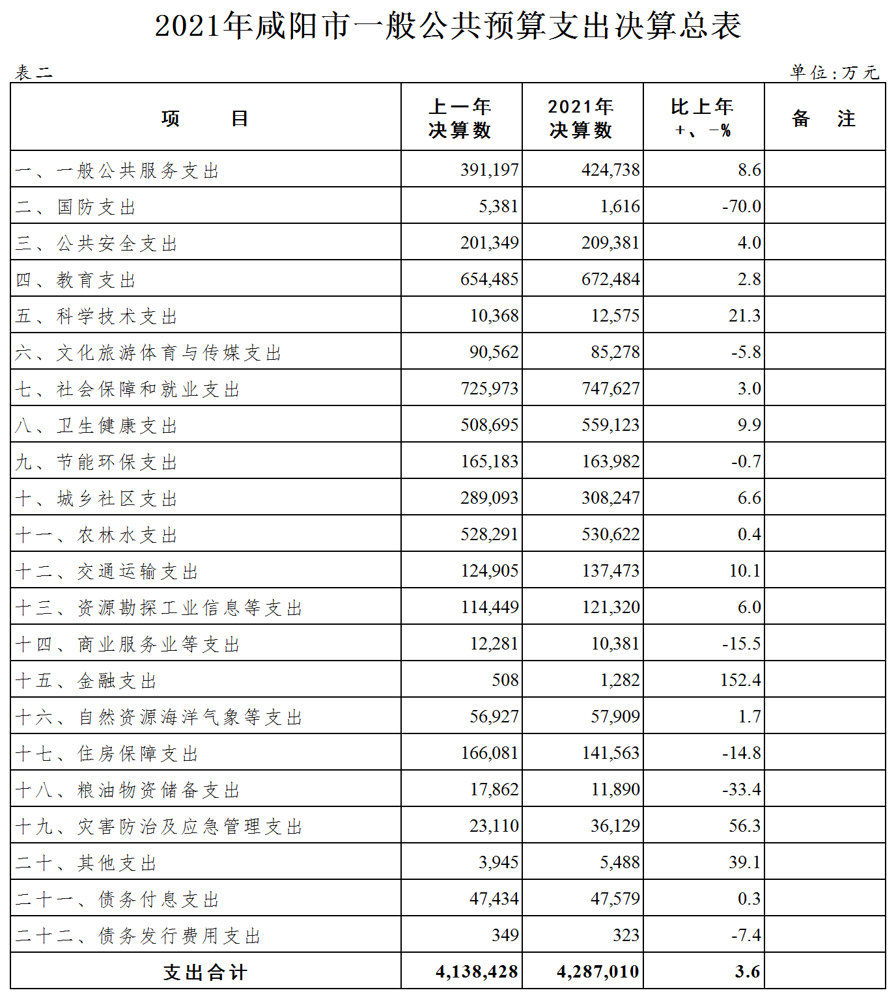 2021年咸阳市一般公共预算支出决算总表
表二 单位:万元
项 目 上一年决算数 2021年决算数 比上年+、-% 备 注
一、一般公共服务支出 391,197 424,738 8.6
二、国防支出 5,381 1,616 -70.0
三、公共安全支出 201,349 209,381 4.0
四、教育支出 654,485 672,484 2.8
五、科学技术支出 10,368 12,575 21.3
六、文化旅游体育与传媒支出 90,562 85,278 -5.8
七、社会保障和就业支出 725,973 747,627 3.0
八、卫生健康支出 508,695 559,123 9.9
九、节能环保支出 165,183 163,982 -0.7
十、城乡社区支出 289,093 308,247 6.6
十一、农林水支出 528,291 530,622 0.4
十二、交通运输支出 124,905 137,473 10.1
十三、资源勘探工业信息等支出 114,449 121,320 6.0
十四、商业服务业等支出 12,281 10,381 -15.5
十五、金融支出 508 1,282 152.4
十六、自然资源海洋气象等支出 56,927 57,909 1.7
十七、住房保障支出 166,081 141,563 -14.8
十八、粮油物资储备支出 17,862 11,890 -33.4
十九、灾害防治及应急管理支出 23,110 36,129 56.3
二十、其他支出 3,945 5,488 39.1
二十一、债务付息支出 47,434 47,579 0.3
二十二、债务发行费用支出 349 323 -7.4
支出合计 4,138,428 4,287,010 3.6